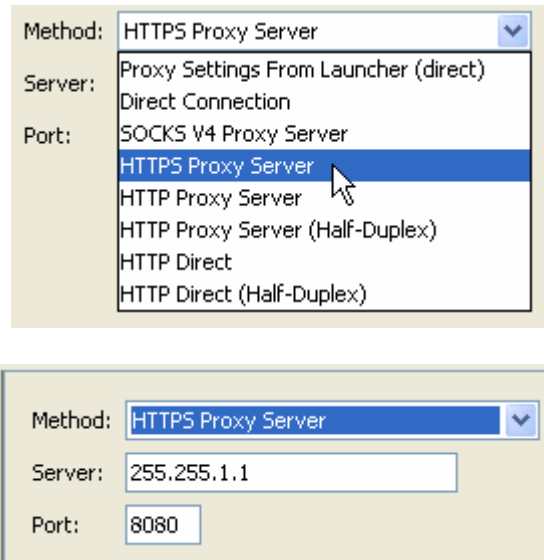 Method: HTTPS Proxy Server
Server:
Port:
Proxy Settings From Launcher (direct)
Direct Connection
SOCKS V4 Proxy Server
HTTPS Proxy Server
HTTP Proxy Server
HTTP Proxy Server (Half-Duplex)
HTTP Direct
HTTP Direct (Half-Duplex)
Method: HTTPS Proxy Server
Server: 255.255.1.1
Port: 8080